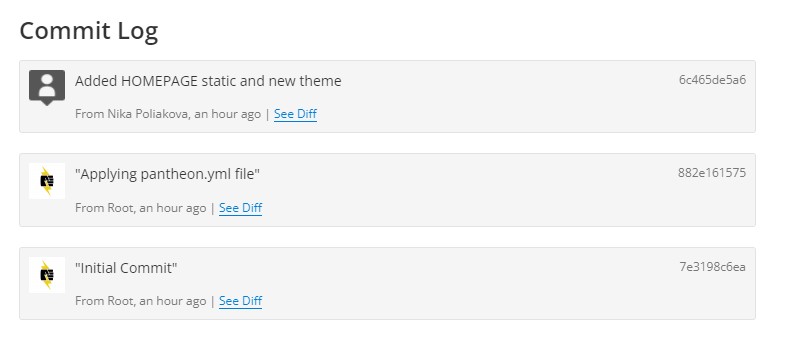 Commit Log
Added HOMEPAGE static and new theme 6c465de5a6
From Nika Poliakova, an hour ago | See Diff
"Applying pantheon.yml file" 882e161575
From Root, an hour ago | See Diff
"Initial Commit" 7e3198c6ea
From Root, an hour ago | See Diff